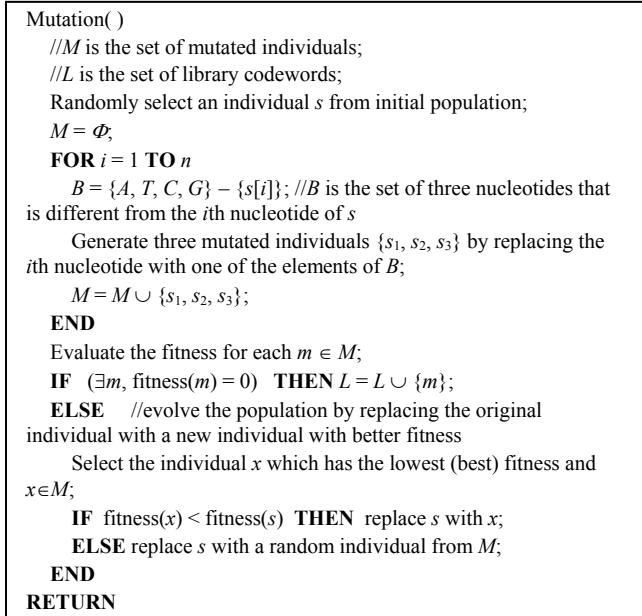 Mutation( )
//M is the set of mutated individuals;
//L is the set of library codewords;
Randomly select an individual s from initial population;
M = Φ;
FOR i = 1 TO n
B = {A, T, C, G} – {s[i]}; //B is the set of three nucleotides that
is different from the ith nucleotide of s
Generate three mutated individuals {s₁, s₂, s₃} by replacing the
ith nucleotide with one of the elements of B;
M = M ∪ {s₁, s₂, s₃};
END
Evaluate the fitness for each m ∈ M;
IF (∃m, fitness(m) = 0) THEN L = L ∪ {m};
ELSE //evolve the population by replacing the original
individual with a new individual with better fitness
Select the individual x which has the lowest (best) fitness and
x∈M;
IF fitness(x) < fitness(s) THEN replace s with x;
ELSE replace s with a random individual from M;
END
RETURN